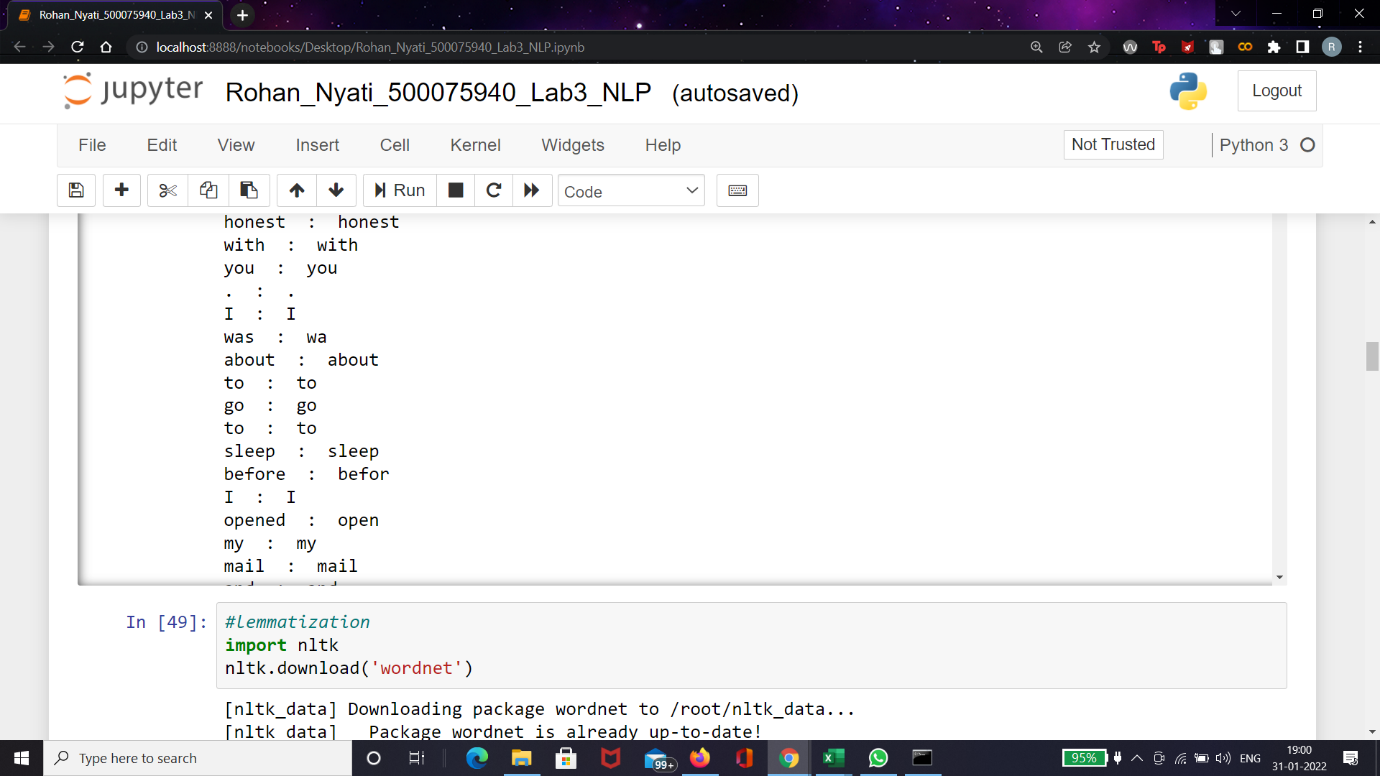 Rohan_Nyati_500075940_Lab3_N
localhost:8888/notebooks/Desktop/Rohan_Nyati_500075940_Lab3_NLP.ipynb
Tp
R
jupyter Rohan_Nyati_500075940_Lab3_NLP (autosaved)
Logout
File Edit View Insert Cell Kernel Widgets Help
Not Trusted
Python 3
Run
Code
honest : honest
with : with
you : you
. : .
I : I
was : wa
about : about
to : to
go : go
to : to
sleep : sleep
before : befor
I : I
opened : open
my : my
mail : mail
In [49]: #lemmatization
import nltk
nltk.download('wordnet')
[nltk_data] Downloading package wordnet to /root/nltk_data...
[nltk_data] Package wordnet is already up-to-date!
Type here to search
99+
95%
ENG
19:00
31-01-2022